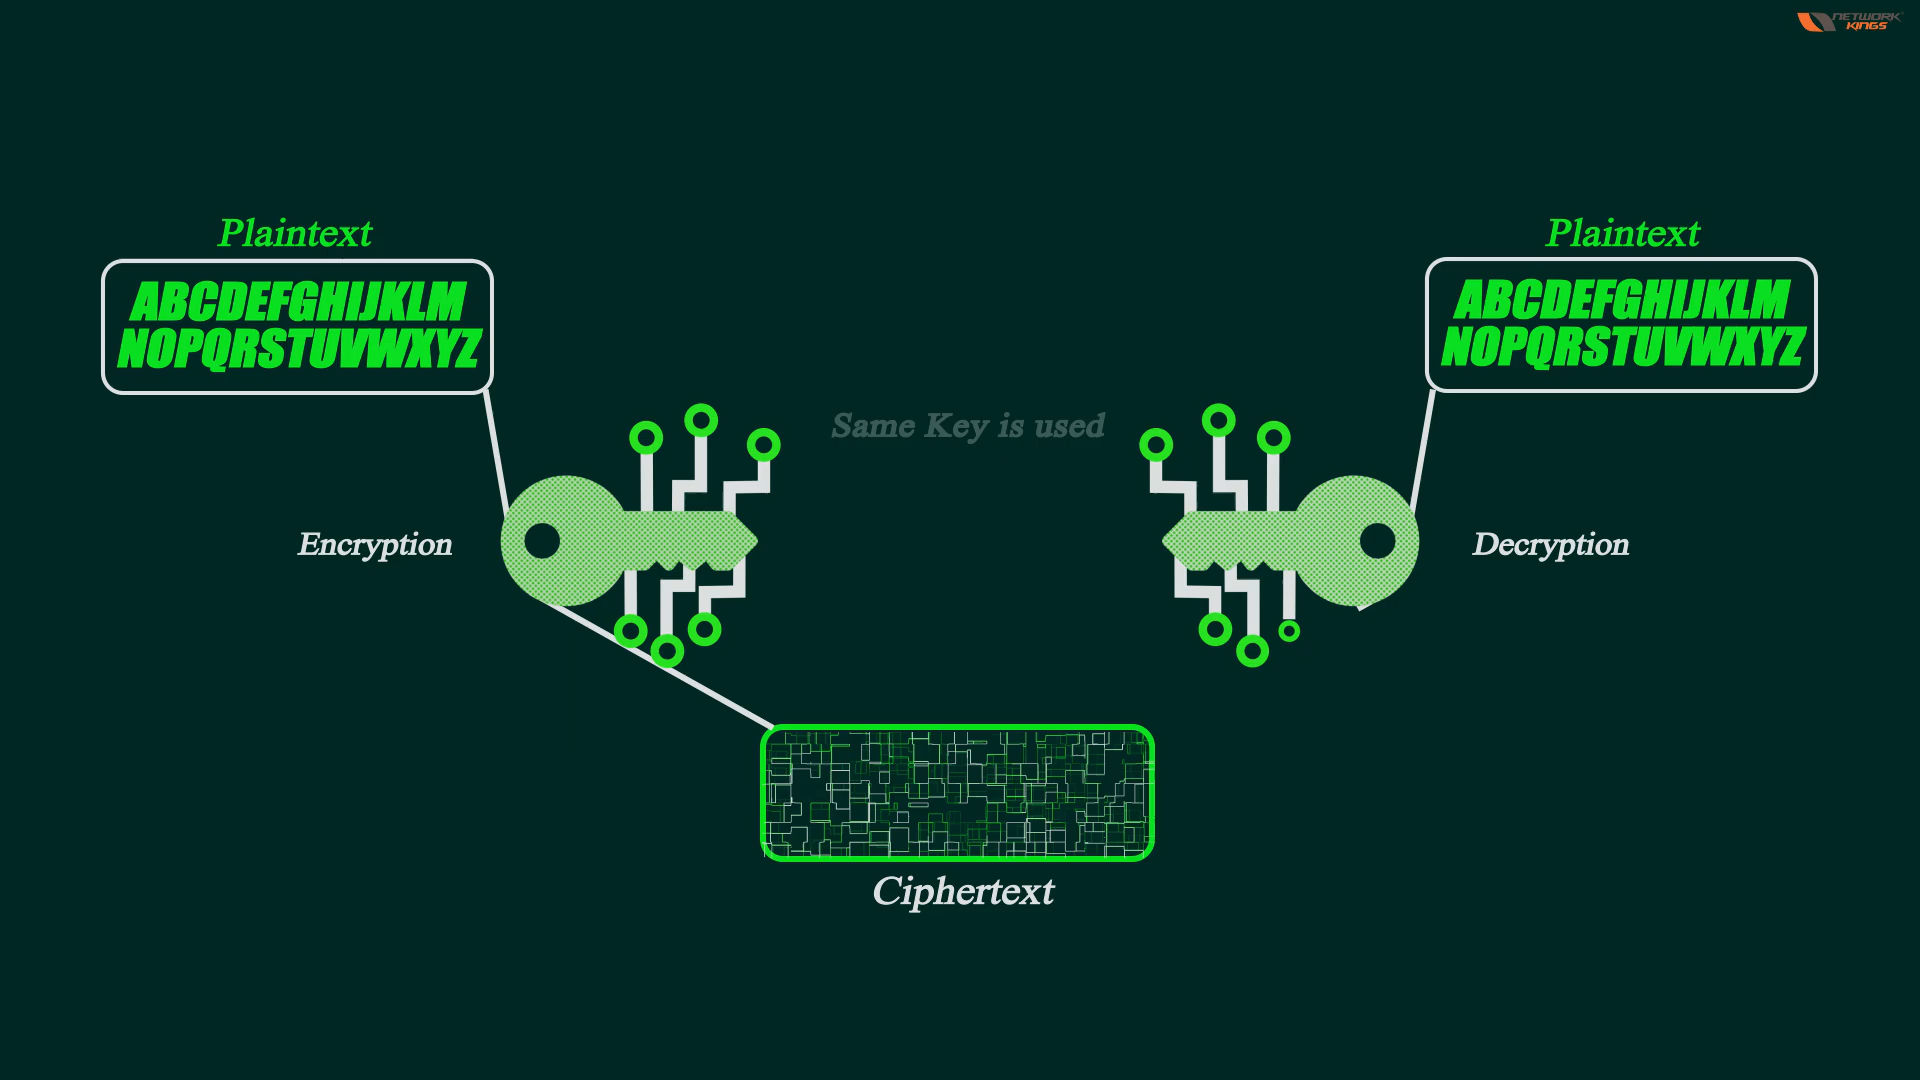 NETWORK
KINGS
Plaintext
ABCDEFGHIJKLM
NOPQRSTUVWXYZ
Plaintext
ABCDEFGHIJKLM
NOPQRSTUVWXYZ
Same Key is used
Encryption
Decryption
Ciphertext